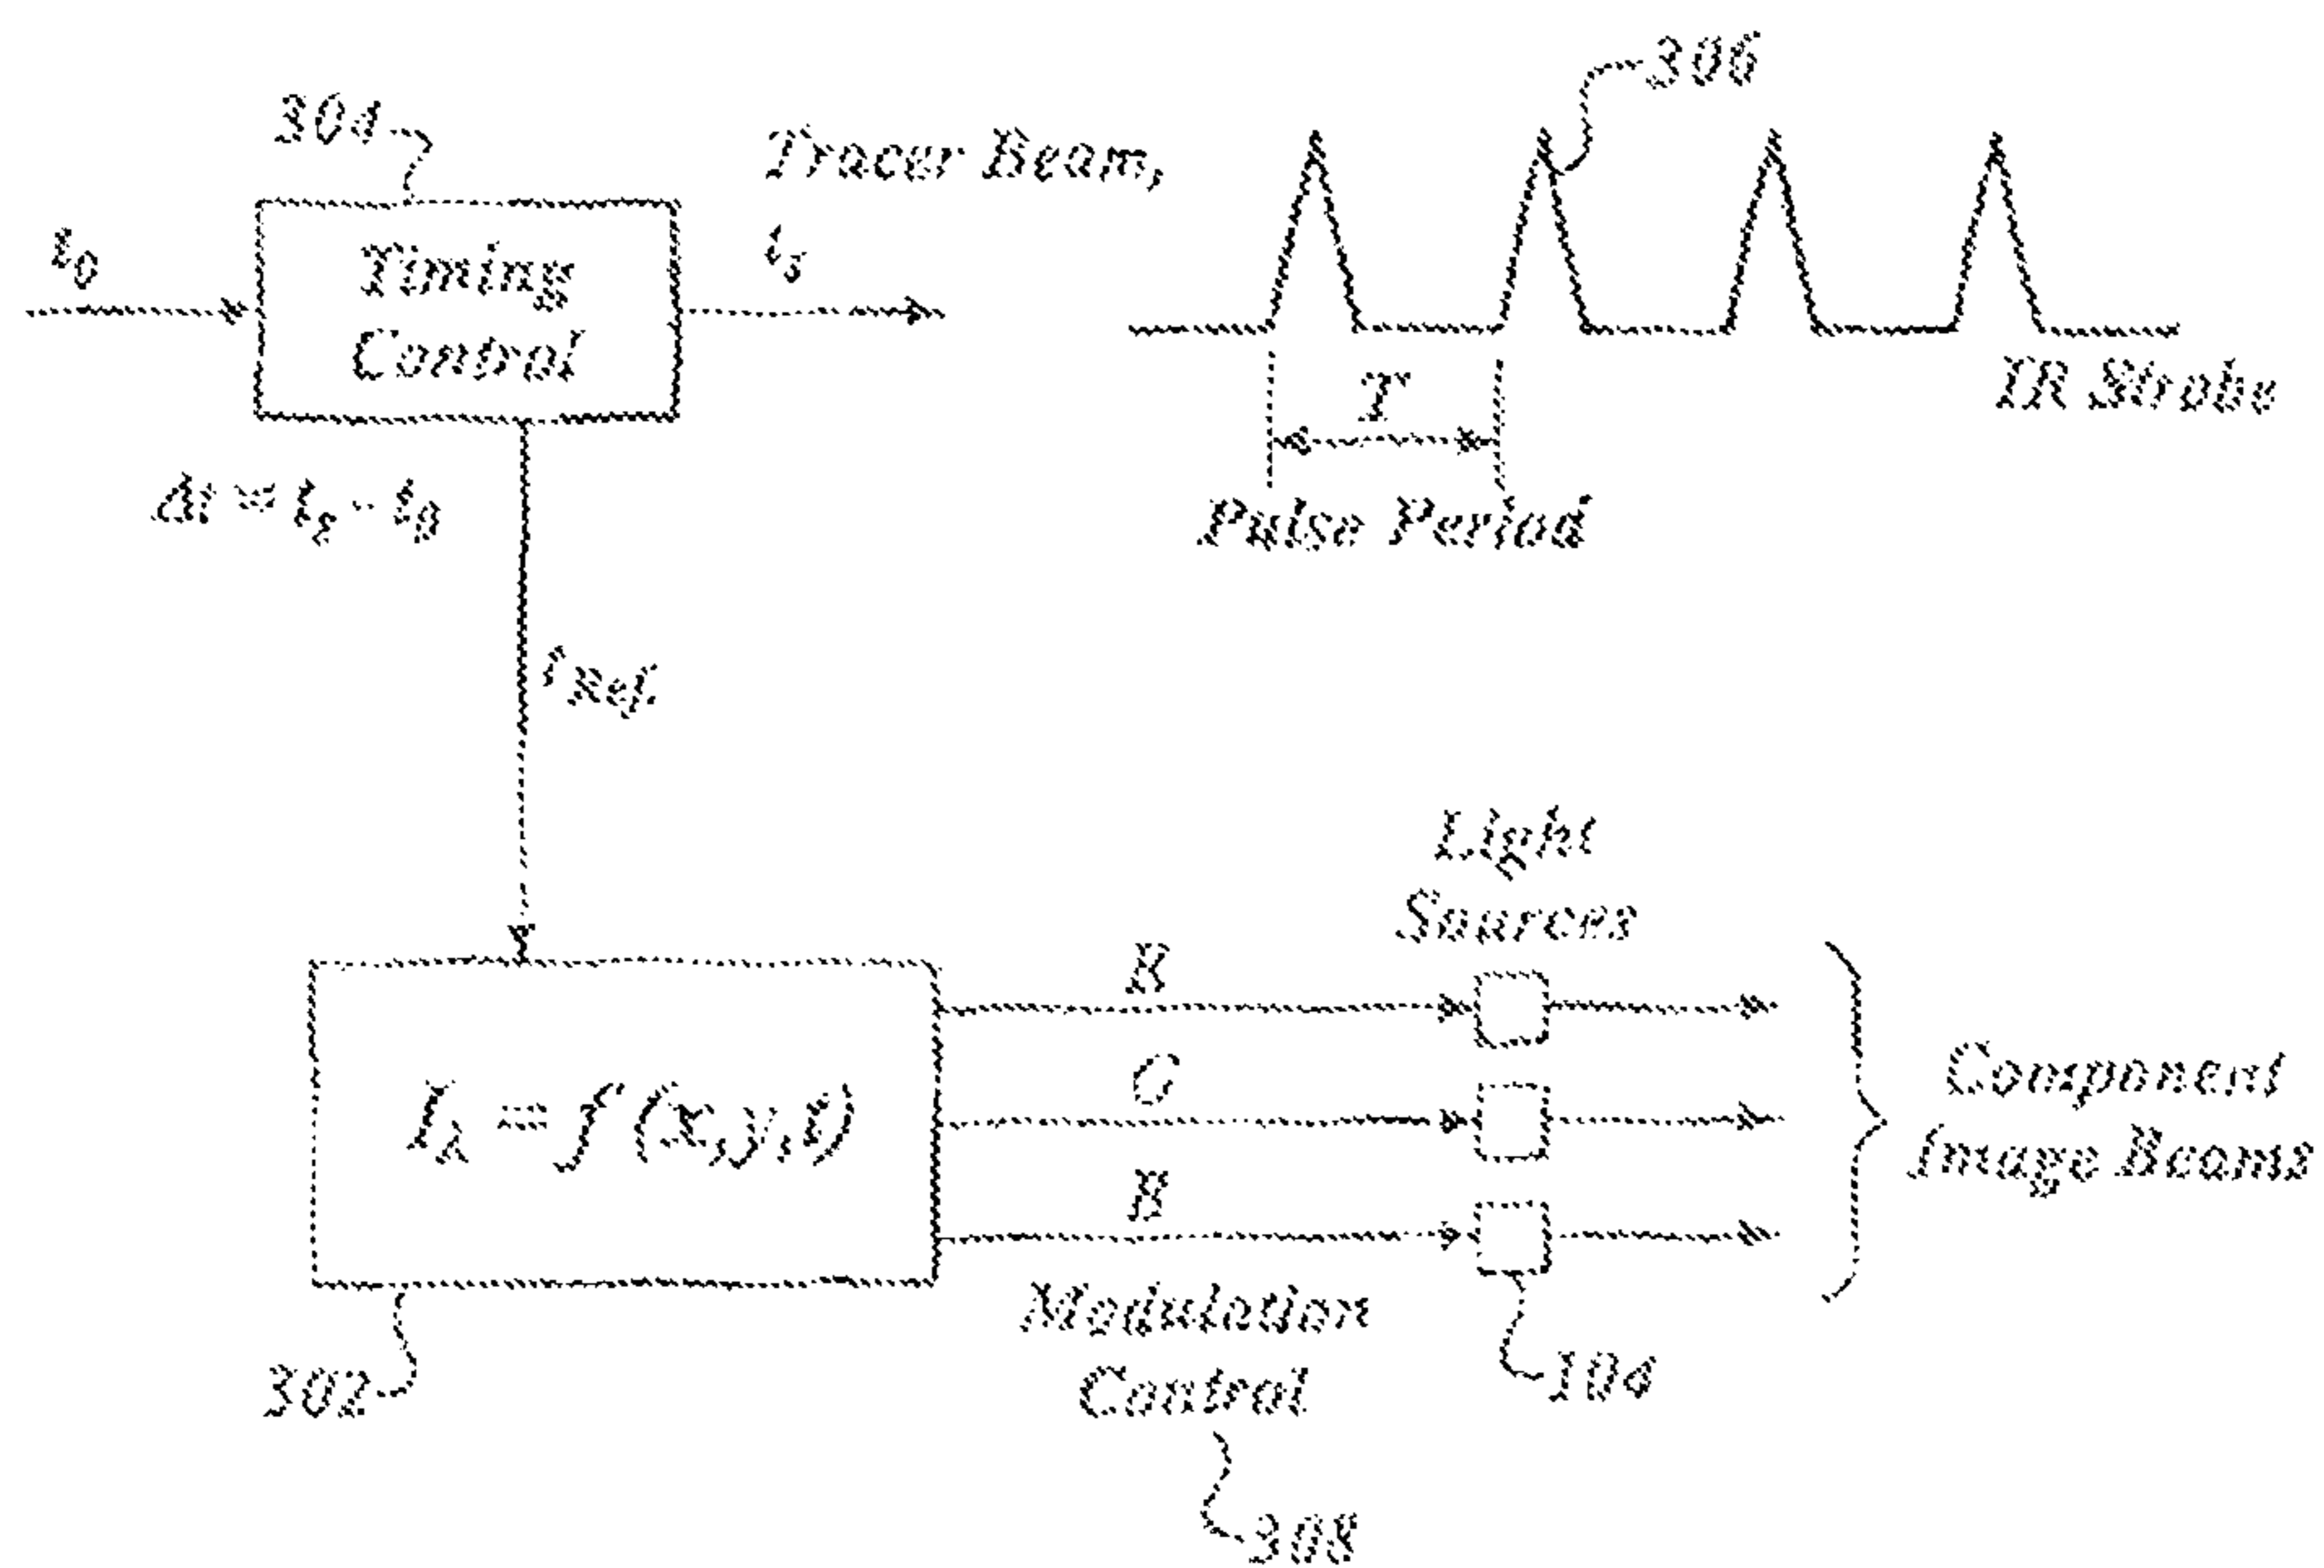 306
304
Tracer Beam,
t0
ts
Timing
Control
IR Strobe
T
Δt = ts - t0
Pulse Period
t Ref.
Light
Sources
R
G
B
Iλ = f (x,y,t)
Component
Image Beams
Modulation
Control
302
104
308